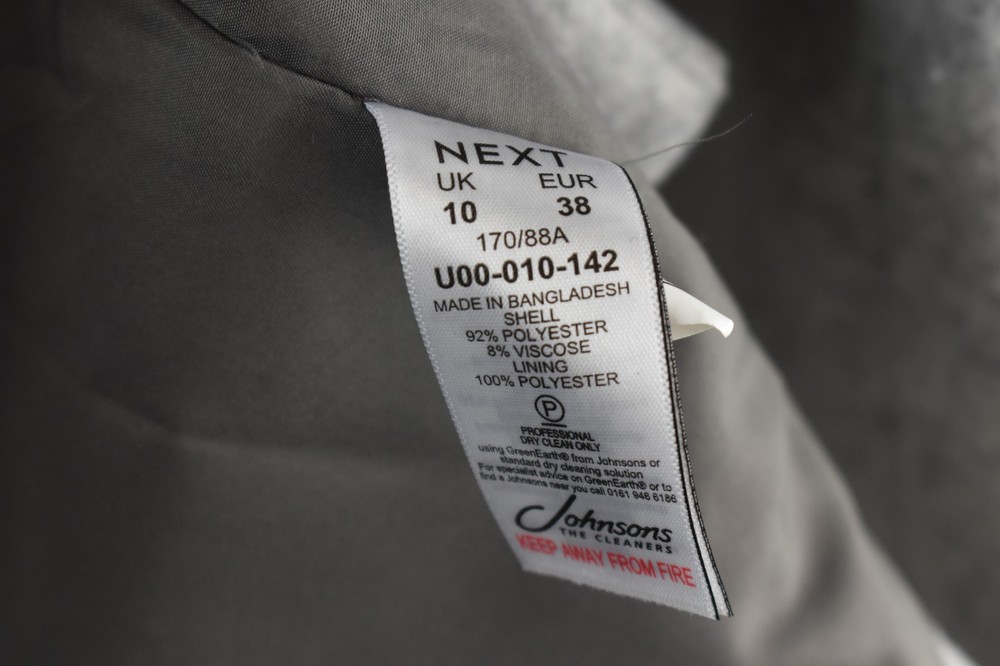 NEXT
UK EUR
10 38
170/88A
U00-010-142
MADE IN BANGLADESH
SHELL
92% POLYESTER
8% VISCOSE
LINING
100% POLYESTER
P
PROFESSIONAL
DRY CLEAN ONLY
using GreenEarth® from Johnsons or
standard dry cleaning solution
For specialist advice on GreenEarth® or to
find a Johnsons near you call 0161 946 6186
Johnsons
THE CLEANERS
KEEP AWAY FROM FIRE